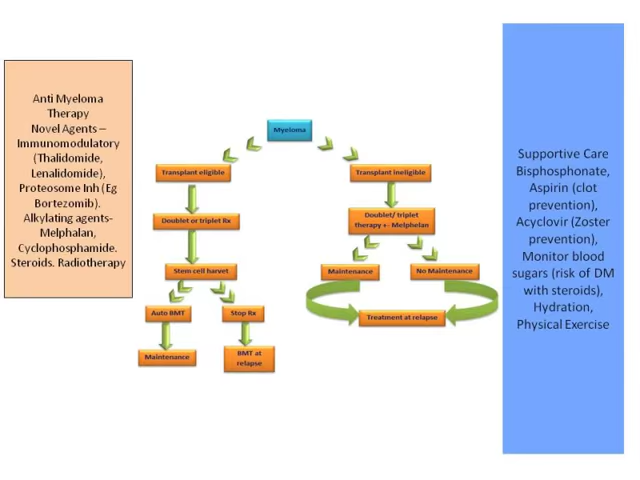 Anti Myeloma
Therapy
Novel Agents –
Immunomodulatory
(Thalidomide,
Lenalidomide),
Proteosome Inh (Eg
Bortezomib).
Alkylating agents-
Melphalan,
Cyclophosphamide.
Steroids. Radiotherapy
Myeloma
Transplant eligible
Transplant ineligible
Doublet or triplet Rx
Doublet/ triplet
therapy +- Melphelan
Stem cell harvet
Maintenance
No Maintenance
Auto BMT
Stop Rx
Treatment at relapse
Maintenance
BMT at
relapse
Supportive Care
Bisphosphonate,
Aspirin (clot
prevention),
Acyclovir (Zoster
prevention),
Monitor blood
sugars (risk of DM
with steroids),
Hydration,
Physical Exercise